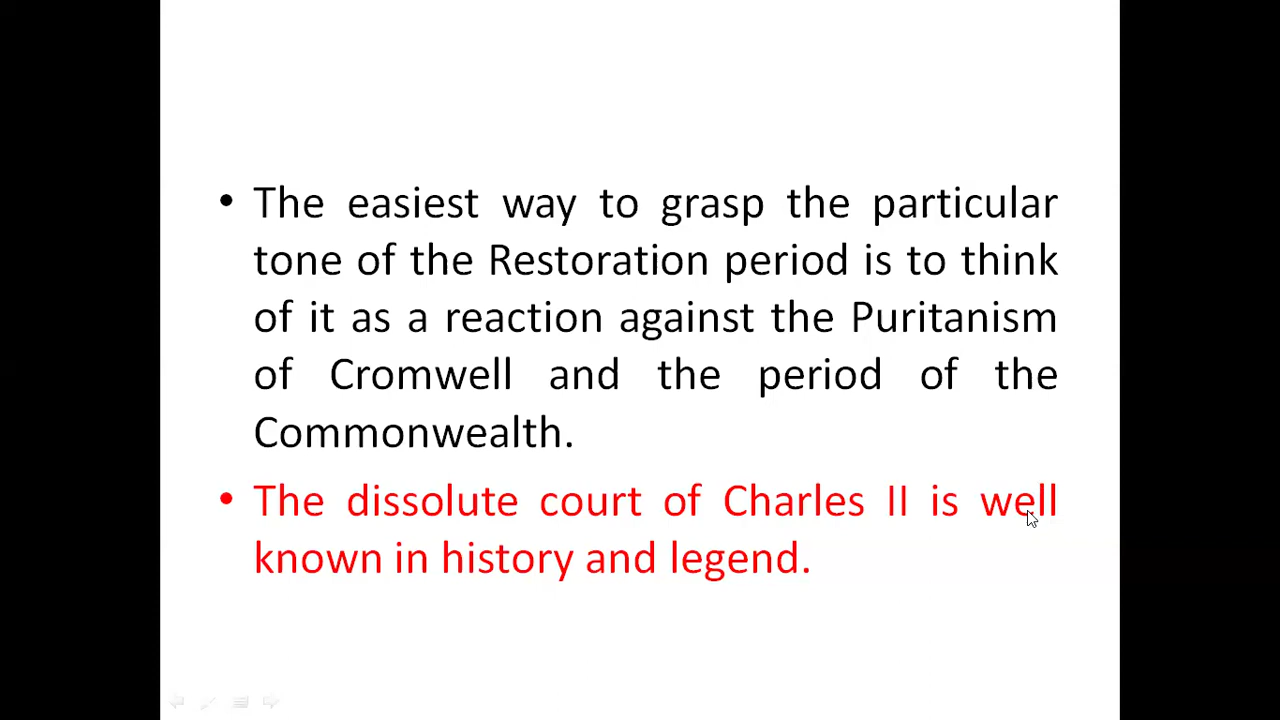 • The easiest way to grasp the particular
tone of the Restoration period is to think
of it as a reaction against the Puritanism
of Cromwell and the period of the
Commonwealth.
• The dissolute court of Charles II is well
known in history and legend.